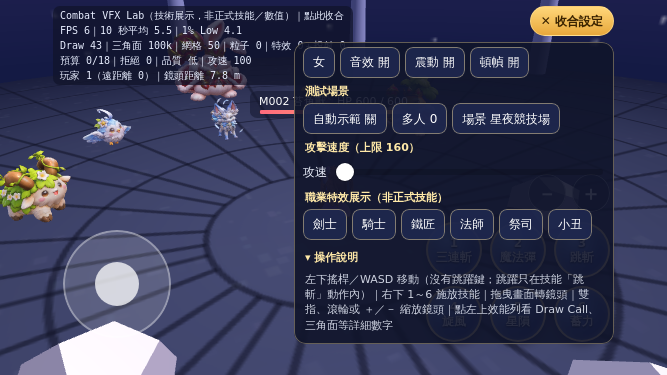 Combat VFX Lab（技術展示，非正式技能／數值）｜點此收合
FPS 6｜10 秒平均 5.5｜1% Low 4.1
Draw 43｜三角面 100k｜網格 50｜粒子 0｜特效 0
預算 0/18｜拒絕 0｜品質 低｜攻速 100
玩家 1（遠距離 0）｜鏡頭距離 7.8 m
✕ 收合設定
M002
女
音效 開
震動 開
頓幀 開
測試場景
自動示範 關
多人 0
場景 星夜競技場
攻擊速度（上限 160）
攻速
職業特效展示（非正式技能）
劍士
騎士
鐵匠
法師
祭司
小丑
▾ 操作說明
左下搖桿／WASD 移動（沒有跳躍鍵；跳躍只在技能「跳
斬」動作內）｜右下 1～6 施放技能｜拖曳畫面轉鏡頭｜雙
指、滾輪或 ＋／－ 縮放鏡頭｜點左上效能列看 Draw Call、
三角面等詳細數字